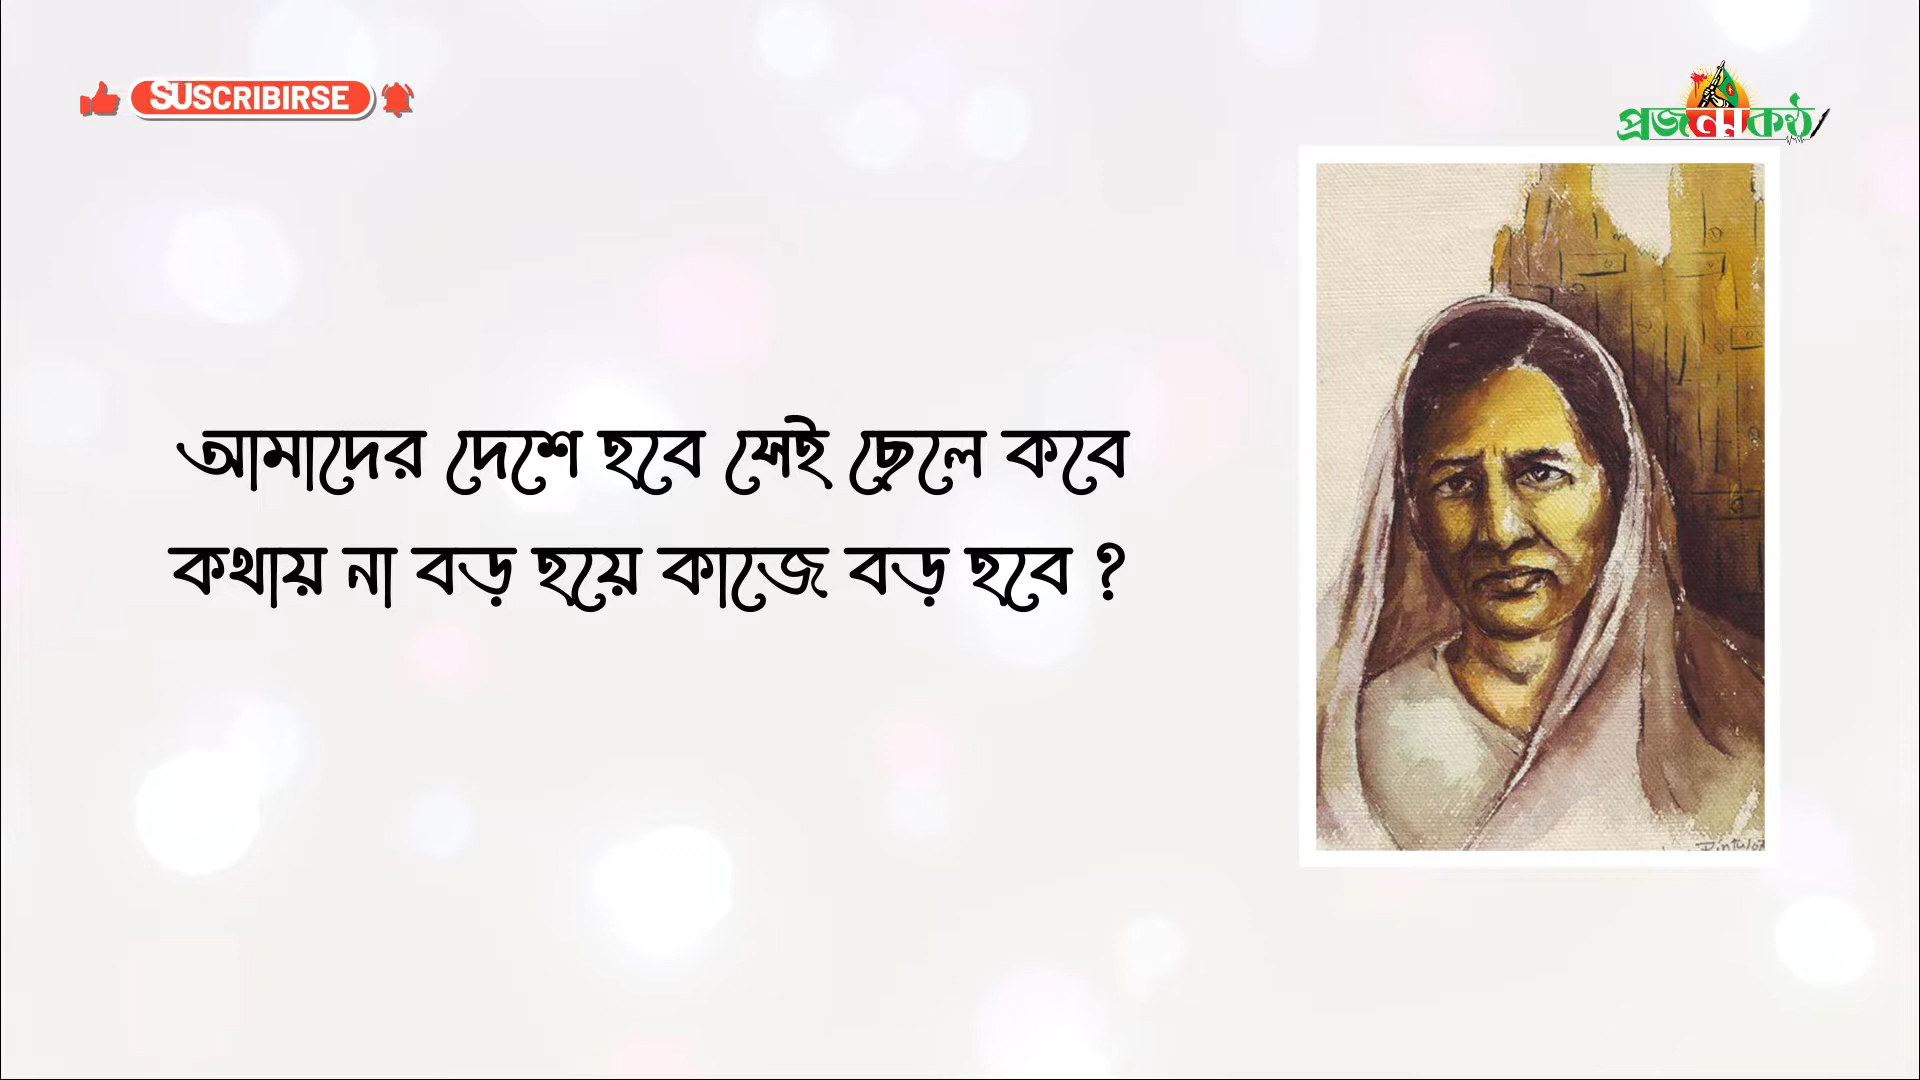 SUSCRIBIRSE
প্রজন্মকণ্ঠ
আমাদের দেশে হবে সেই ছেলে কবে
কথায় না বড় হয়ে কাজে বড় হবে ?